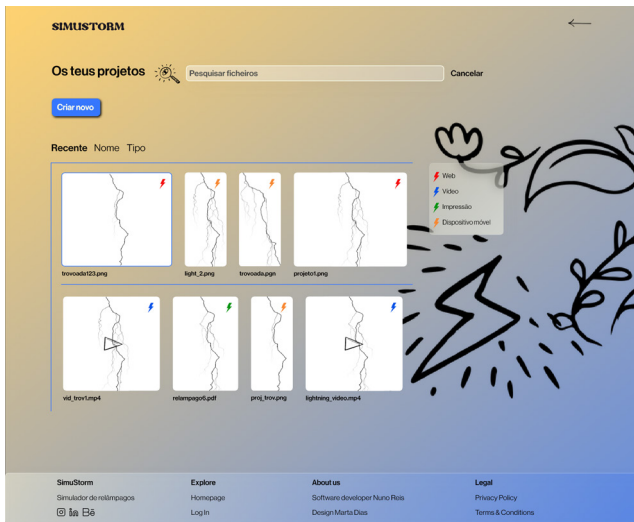 SIMUSTORM
Os teus projetos
Pesquisar ficheiros
Cancelar
Criar novo
Recente Nome Tipo
Web
Vídeo
Impressão
Dispositivo móvel
trovoada123.png
light_2.png
trovoada.pgn
projeto1.png
vid_trov1.mp4
relampago5.pdf
proj_trov.png
lightning_video.mp4
SimuStorm
Simulador de relâmpagos
Bē
Explore
Homepage
Log In
About us
Software developer Nuno Reis
Design Marta Dias
Legal
Privacy Policy
Terms & Conditions